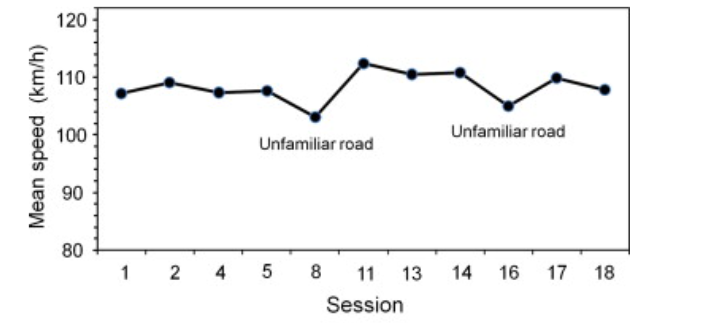 120
110
100
90
80
Mean speed (km/h)
Unfamiliar road
Unfamiliar road
1 2 4 5 8 11 13 14 16 17 18
Session